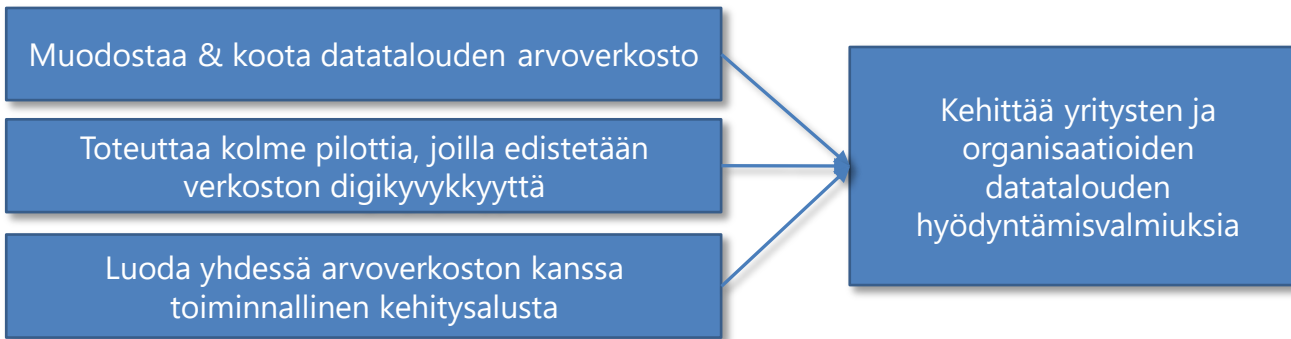 Muodostaa & koota datatalouden arvoverkosto
Toteuttaa kolme pilottia, joilla edistetään
verkoston digikyvykkyyttä
Luoda yhdessä arvoverkoston kanssa
toiminnallinen kehitysalusta
Kehittää yritysten ja
organisaatioiden
datatalouden
hyödyntämisvalmiuksia